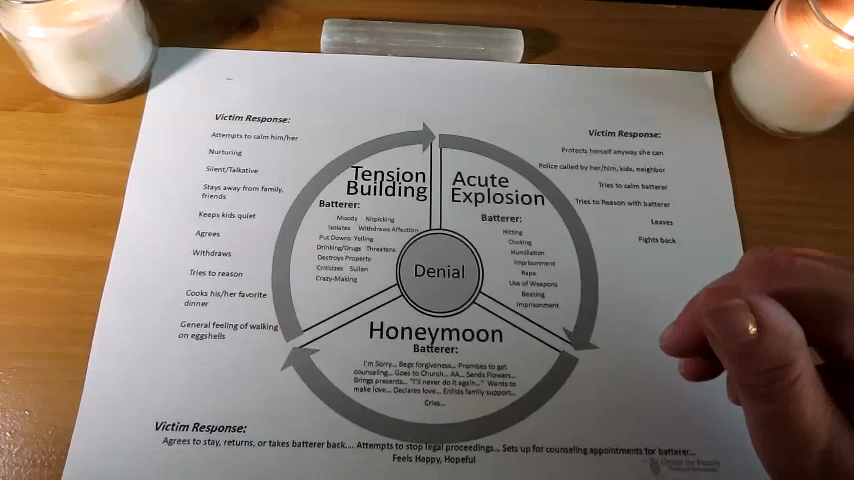 Victim Response:
Attempts to calm him/her
Nurturing
Silent/Talkative
Stays away from family,
friends
Keeps kids quiet
Agrees
Withdraws
Tries to reason
Cooks his/her favorite
dinner
General feeling of walking
on eggshells
Tension
Building
Batterer:
Moody Nitpicking
Isolates Withdraws Affection
Put Downs Yelling
Drinking/Drugs Threatens
Destroys Property
Criticizes Sullen
Crazy-Making
Acute
Explosion
Batterer:
Hitting
Choking
Humiliation
Imprisonment
Rape
Use of Weapons
Beating
Imprisonment
Victim Response:
Protects herself anyway she can
Police called by her/him, kids, neighbor
Tries to calm batterer
Tries to Reason with batterer
Leaves
Fights back
Denial
Honeymoon
Batterer:
I'm Sorry... Begs forgiveness... Promises to get
counseling... Goes to Church... AA... Sends Flowers...
Brings presents... "I'll never do it again..." Wants to
make love... Declares love... Enlists family support...
Cries...
Victim Response:
Agrees to stay, returns, or takes batterer back.... Attempts to stop legal proceedings... Sets up for counseling appointments for batterer...
Feels Happy, Hopeful
Center for Family